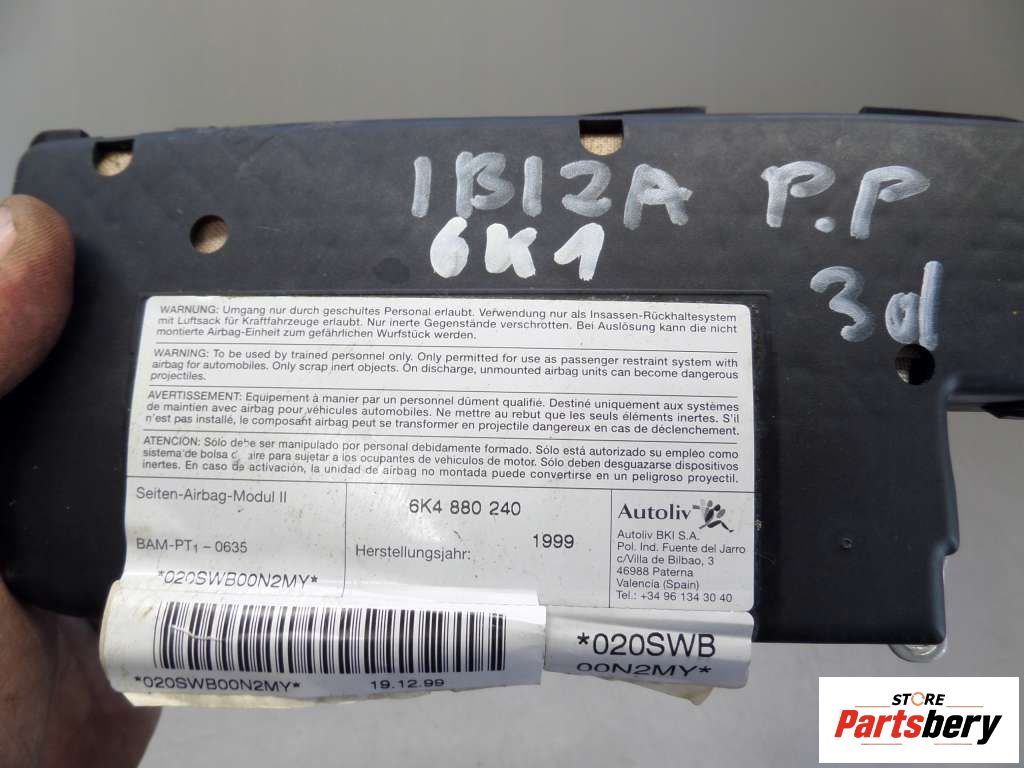 IBIZA P.P
6K1
3d
WARNUNG: Umgang nur durch geschultes Personal erlaubt. Verwendung nur als Insassen-Rückhaltesystem
mit Luftsack für Kraftfahrzeuge erlaubt. Nur inerte Gegenstände verschrotten. Bei Auslösung kann die nicht
montierte Airbag-Einheit zum gefährlichen Wurfstück werden.
WARNING: To be used by trained personnel only. Only permitted for use as passenger restraint system with
airbag for automobiles. Only scrap inert objects. On discharge, unmounted airbag units can become dangerous
projectiles.
AVERTISSEMENT: Equipement à manier par un personnel dûment qualifié. Destiné uniquement aux systèmes
de maintien avec airbag pour véhicules automobiles. Ne mettre au rebut que les seuls éléments inertes. S'il
n'est pas installé, le composant airbag peut se transformer en projectile dangereux en cas de déclenchement.
ATENCION: Sólo debe ser manipulado por personal debidamente formado. Sólo está autorizado su empleo como
sistema de bolsa de aire para sujetar a los ocupantes de vehículos de motor. Sólo deben desguazarse dispositivos
inertes. En caso de activación, la unidad de airbag no montada puede convertirse en un peligroso proyectil.
Seiten-Airbag-Modul II
BAM-PT1 - 0635
*020SWB00N2MY*
6K4 880 240
Herstellungsjahr: 1999
Autoliv
Autoliv BKI S.A.
Pol. Ind. Fuente del Jarro
c/Villa de Bilbao, 3
46988 Paterna
Valencia (Spain)
Tel.: +34 96 134 30 40
*020SWB00N2MY* 19.12.99
*020SWB
00N2MY*
STORE
Partsbery